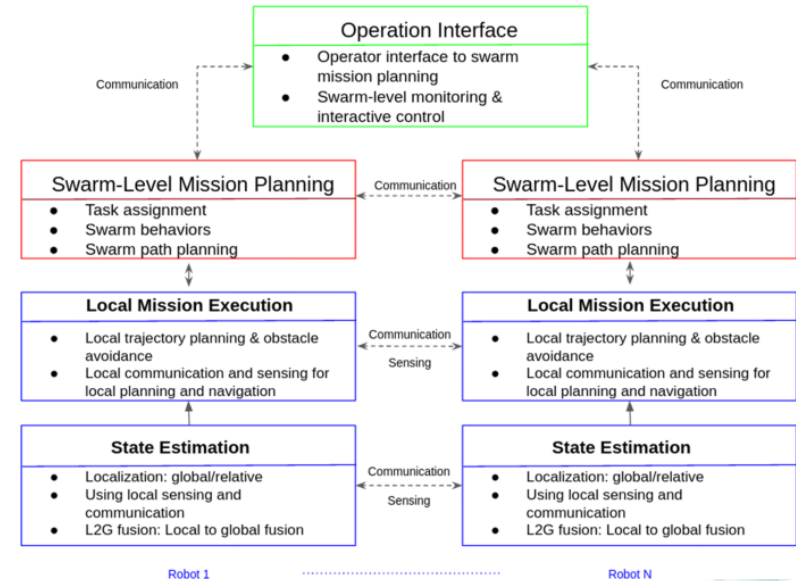 Operation Interface
● Operator interface to swarm
mission planning
● Swarm-level monitoring &
interactive control
Communication
Communication
Swarm-Level Mission Planning
● Task assignment
● Swarm behaviors
● Swarm path planning
Communication
Swarm-Level Mission Planning
● Task assignment
● Swarm behaviors
● Swarm path planning
Local Mission Execution
● Local trajectory planning & obstacle
avoidance
● Local communication and sensing for
local planning and navigation
Communication
Sensing
Local Mission Execution
● Local trajectory planning & obstacle
avoidance
● Local communication and sensing for
local planning and navigation
State Estimation
● Localization: global/relative
● Using local sensing and
communication
● L2G fusion: Local to global fusion
Communication
Sensing
State Estimation
● Localization: global/relative
● Using local sensing and
communication
● L2G fusion: Local to global fusion
Robot 1
Robot N